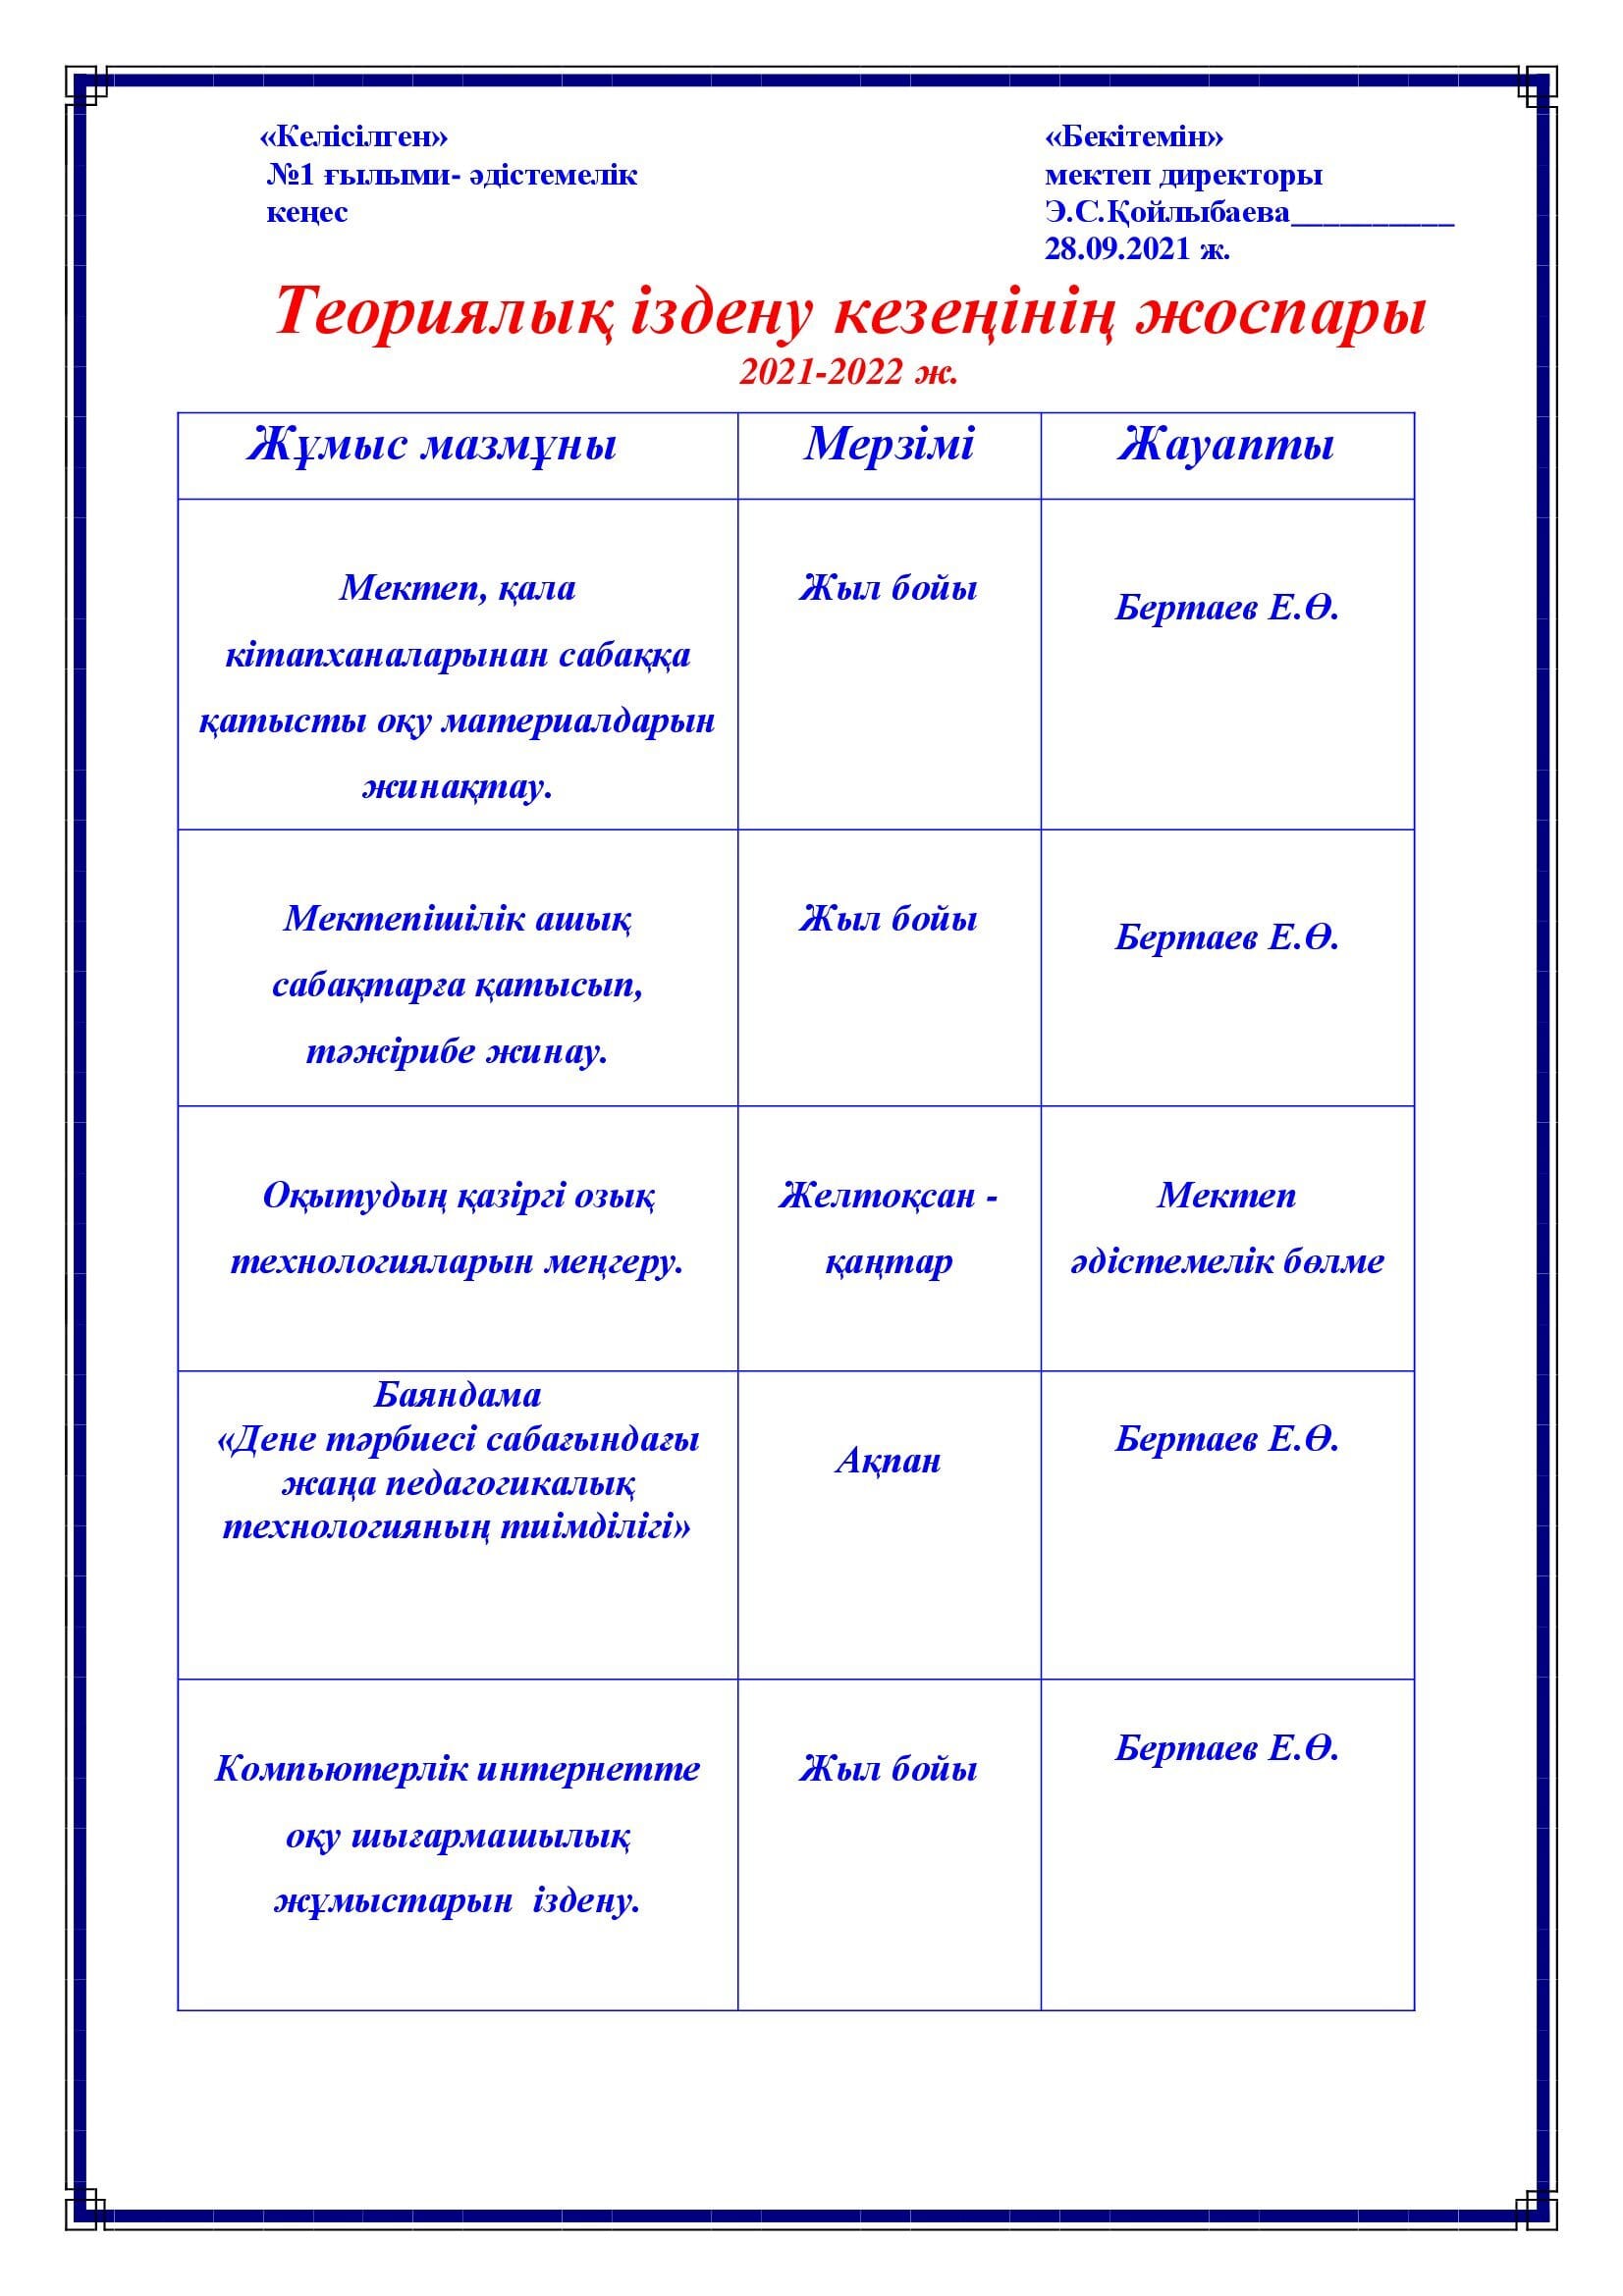 «Келісілген»
№1 ғылыми- әдістемелік
кеңес
«Бекітемін»
мектеп директоры
Э.С.Қойлыбаева__________
28.09.2021 ж.
Теориялық іздену кезеңінің жоспары
2021-2022 ж.
Жұмыс мазмұны
Мерзімі
Жауапты
Мектеп, қала
кітапханаларынан сабаққа
қатысты оқу материалдарын
жинақтау.
Жыл бойы
Бертаев Е.Ө.
Мектепішілік ашық
сабақтарға қатысып,
тәжірибе жинау.
Жыл бойы
Бертаев Е.Ө.
Оқытудың қазіргі озық
технологияларын меңгеру.
Желтоқсан -
қаңтар
Мектеп
әдістемелік бөлме
Баяндама
«Дене тәрбиесі сабағындағы
жаңа педагогикалық
технологияның тиімділігі»
Ақпан
Бертаев Е.Ө.
Компьютерлік интернетте
оқу шығармашылық
жұмыстарын  іздену.
Жыл бойы
Бертаев Е.Ө.